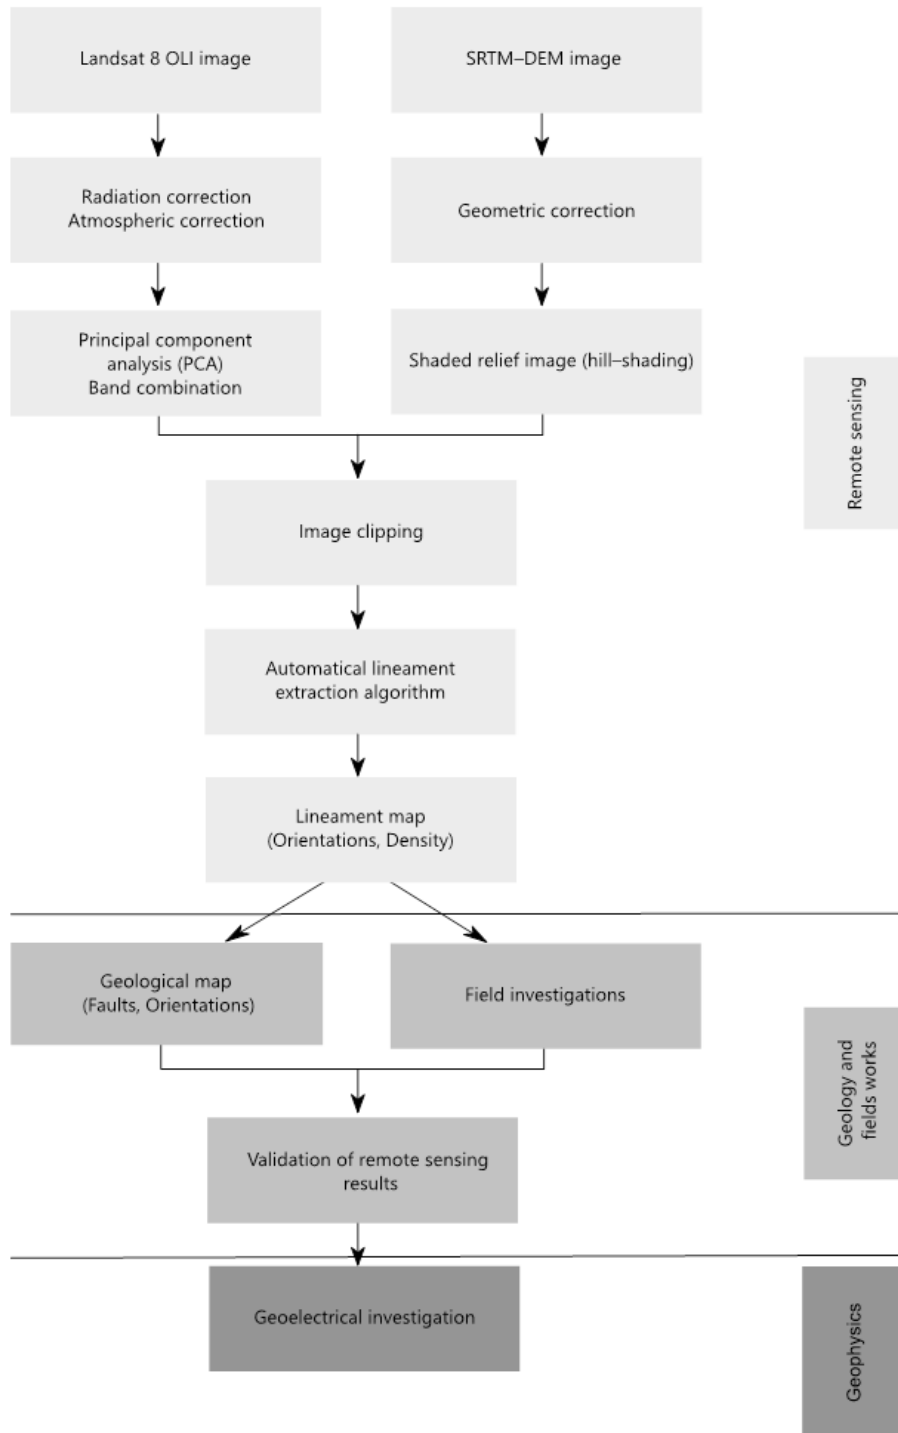 Landsat 8 OLI image
SRTM–DEM image
Radiation correction
Atmospheric correction
Geometric correction
Principal component
analysis (PCA)
Band combination
Shaded relief image (hill–shading)
Remote sensing
Image clipping
Automatical lineament
extraction algorithm
Lineament map
(Orientations, Density)
Geological map
(Faults, Orientations)
Field investigations
Geology and
fields works
Validation of remote sensing
results
Geoelectrical investigation
Geophysics